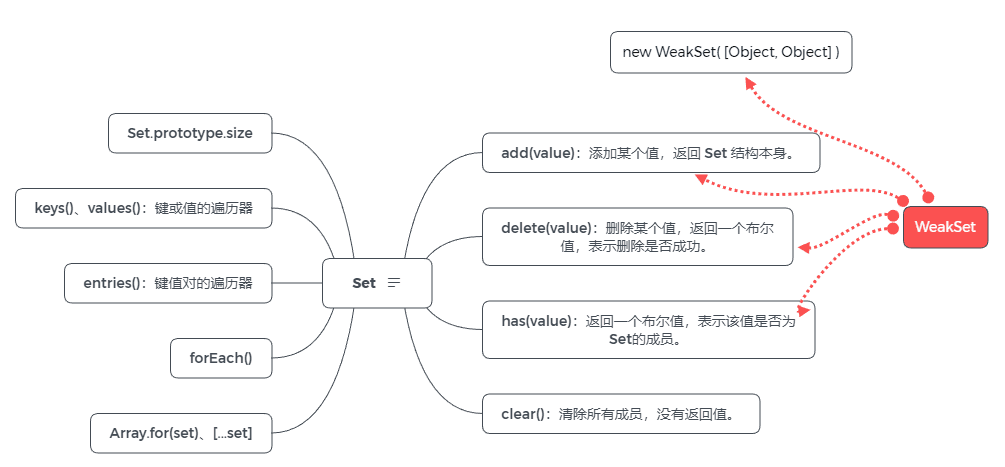 new WeakSet( [Object, Object] )
Set.prototype.size
keys()、values()：键或值的遍历器
entries()：键值对的遍历器
forEach()
Array.for(set)、[...set]
Set
add(value)：添加某个值，返回 Set 结构本身。
delete(value)：删除某个值，返回一个布尔
值，表示删除是否成功。
has(value)：返回一个布尔值，表示该值是否为
Set的成员。
clear()：清除所有成员，没有返回值。
WeakSet